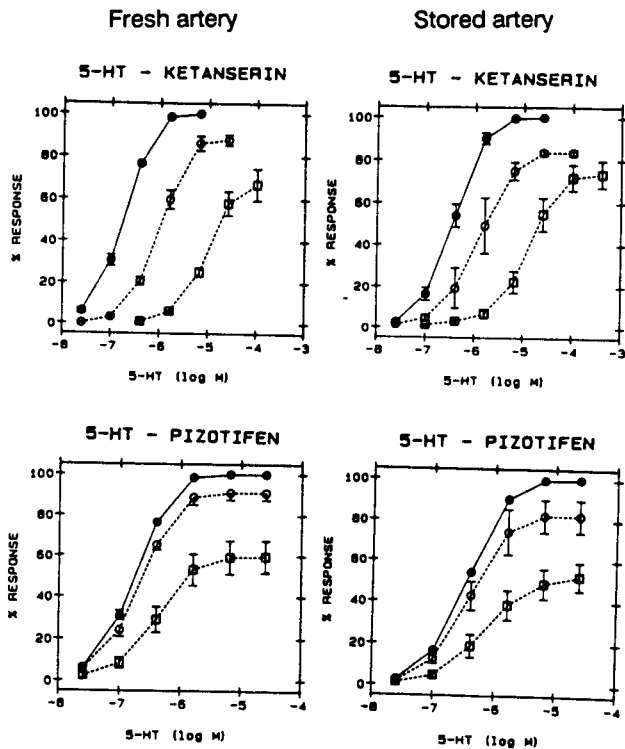 Fresh artery
Stored artery
5-HT - KETANSERIN
5-HT - KETANSERIN
100
80
60
40
20
0
% RESPONSE
-8 -7 -6 -5 -4 -3
5-HT (log M)
100
80
60
40
20
0
% RESPONSE
-8 -7 -6 -5 -4 -3
5-HT (log M)
5-HT - PIZOTIFEN
5-HT - PIZOTIFEN
100
80
60
40
20
0
% RESPONSE
-8 -7 -6 -5 -4
5-HT (log M)
100
80
60
40
20
0
% RESPONSE
-8 -7 -6 -5 -4
5-HT (log M)